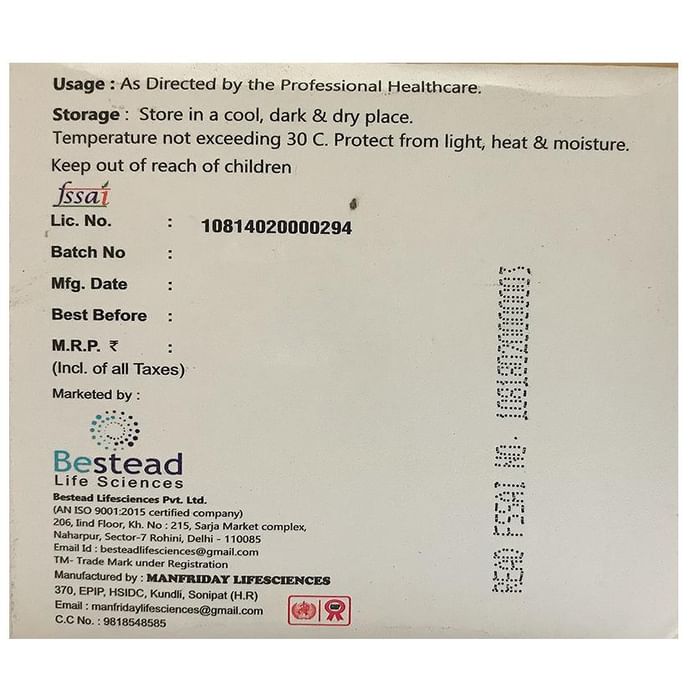 Usage : As Directed by the Professional Healthcare.
Storage : Store in a cool, dark & dry place.
Temperature not exceeding 30 C. Protect from light, heat & moisture.
Keep out of reach of children
fssai
Lic. No. : 10814020000294
Batch No :
Mfg. Date :
Best Before :
M.R.P. ₹ :
(Incl. of all Taxes)
Marketed by :
Bestead
Life Sciences
Bestead Lifesciences Pvt. Ltd.
(AN ISO 9001:2015 certified company)
206, Iind Floor, Kh. No : 215, Sarja Market complex,
Naharpur, Sector-7 Rohini, Delhi - 110085
Email Id : besteadlifesciences@gmail.com
TM- Trade Mark under Registration
Manufactured by : MANFRIDAY LIFESCIENCES
370, EPIP, HSIDC, Kundli, Sonipat (H.R)
Email : manfridaylifesciences@gmail.com
C.C No. : 9818548585
READ FSSAI NO.